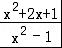 x²+2x+1
x² - 1